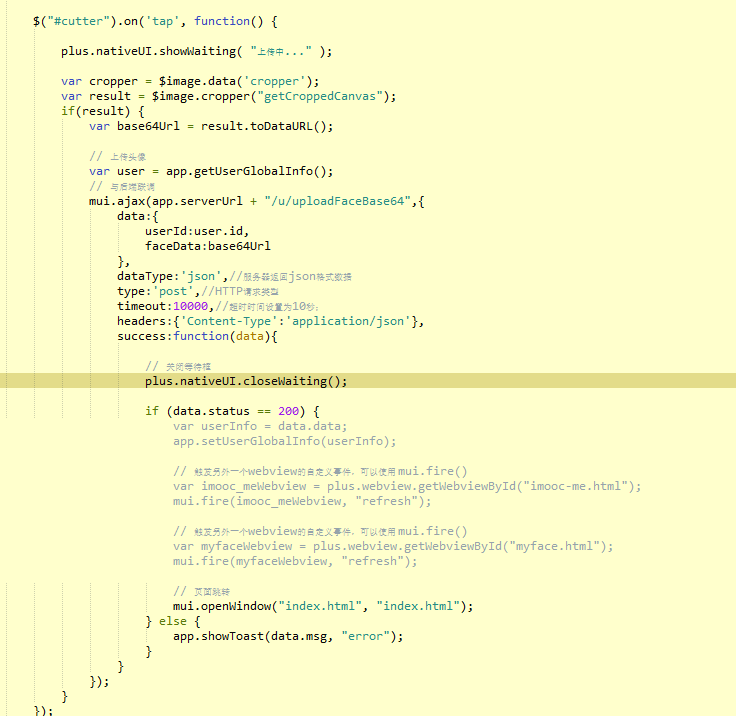 $("#cutter").on('tap', function() {
plus.nativeUI.showWaiting( "上传中..." );
var cropper = $image.data('cropper');
var result = $image.cropper("getCroppedCanvas");
if(result) {
var base64Url = result.toDataURL();
// 上传头像
var user = app.getUserGlobalInfo();
// 与后端联调
mui.ajax(app.serverUrl + "/u/uploadFaceBase64",{
data:{
userId:user.id,
faceData:base64Url
},
dataType:'json',//服务器返回json格式数据
type:'post',//HTTP请求类型
timeout:10000,//超时时间设置为10秒；
headers:{'Content-Type':'application/json'},
success:function(data){
// 关闭等待框
plus.nativeUI.closeWaiting();
if (data.status == 200) {
var userInfo = data.data;
app.setUserGlobalInfo(userInfo);
// 触发另外一个webview的自定义事件，可以使用 mui.fire()
var imooc_meWebview = plus.webview.getWebviewById("imooc-me.html");
mui.fire(imooc_meWebview, "refresh");
// 触发另外一个webview的自定义事件，可以使用 mui.fire()
var myfaceWebview = plus.webview.getWebviewById("myface.html");
mui.fire(myfaceWebview, "refresh");
// 页面跳转
mui.openWindow("index.html", "index.html");
} else {
app.showToast(data.msg, "error");
}
}
});
}
});